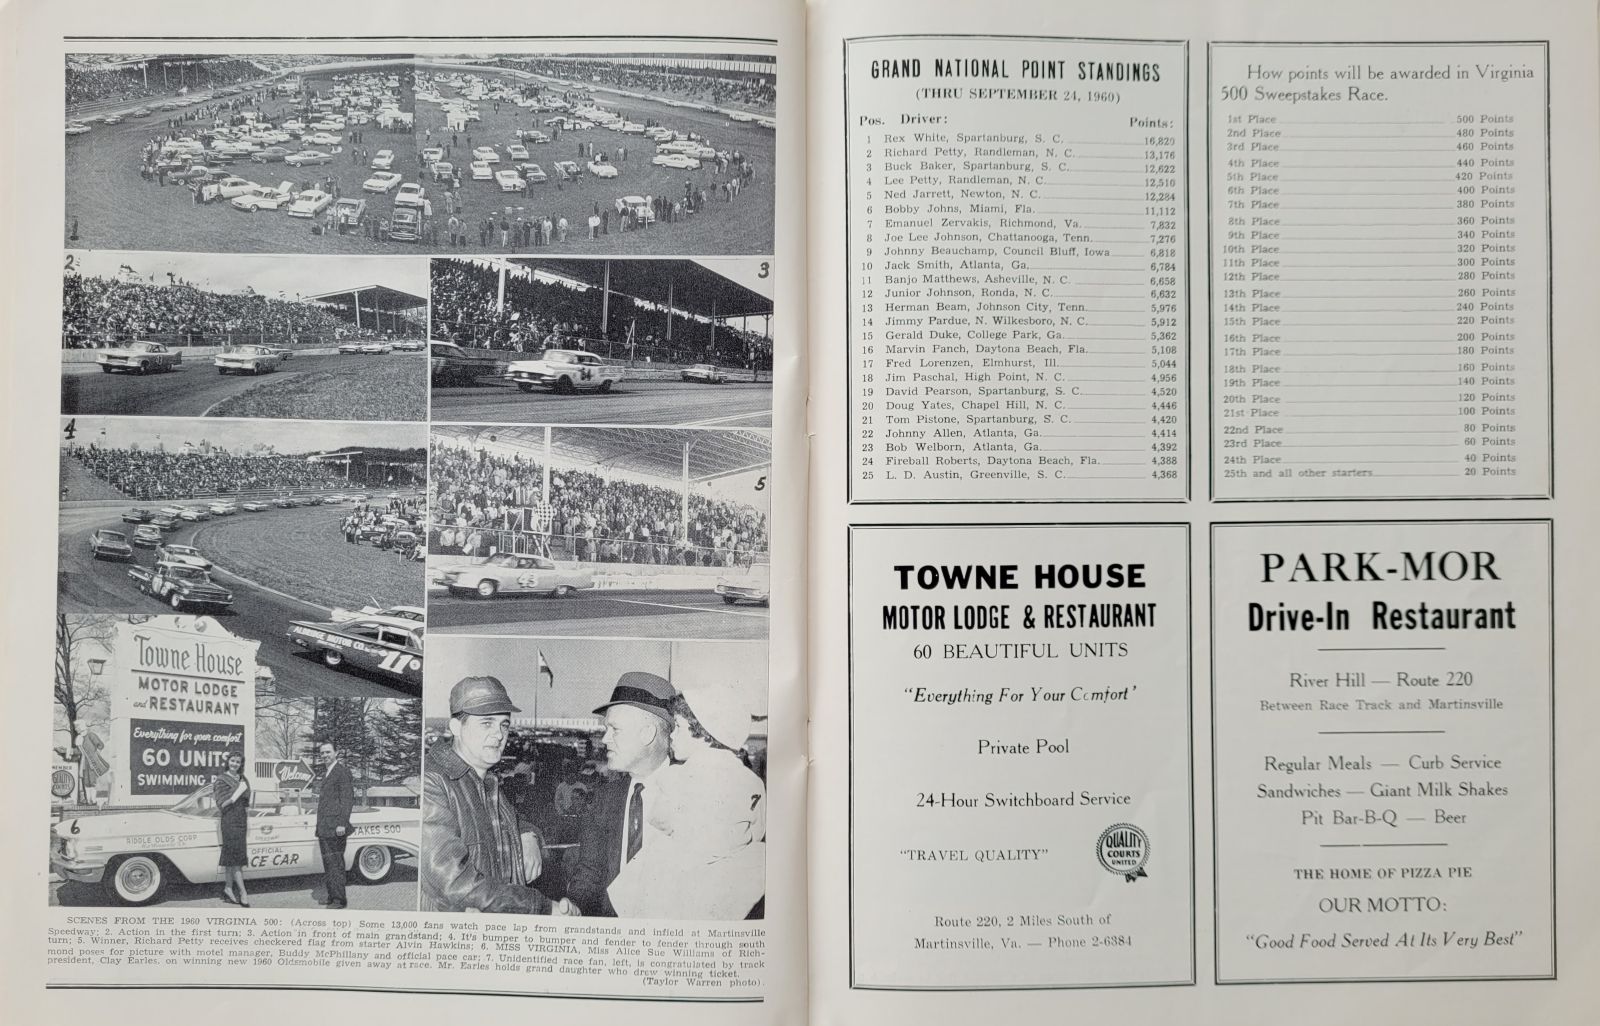 1
2
3
4
5
6
7
54
43
ALDRIDGE MOTOR CO.
11
Towne House
MOTOR LODGE
and RESTAURANT
Everything for your comfort
60 UNITS
SWIMMING P
Welcome
RIDDLE OLDS CORP.
OFFICIAL
CE CAR
TAKES 500
SCENES FROM THE 1960 VIRGINIA 500: (Across top) Some 13,000 fans watch pace lap from grandstands and infield at Martinsville
Speedway; 2. Action in the first turn; 3. Action in front of main grandstand; 4. It's bumper to bumper and fender to fender through south
turn; 5. Winner, Richard Petty receives checkered flag from starter Alvin Hawkins; 6. MISS VIRGINIA, Miss Alice Sue Williams of Rich-
mond poses for picture with motel manager, Buddy McPhillany and official pace car; 7. Unidentified race fan, left, is congratulated by track
president, Clay Earles, on winning new 1960 Oldsmobile given away at race. Mr. Earles holds grand daughter who drew winning ticket.
(Taylor Warren photo).
GRAND NATIONAL POINT STANDINGS
(THRU SEPTEMBER 24, 1960)
Pos. Driver: Points:
1 Rex White, Spartanburg, S. C. 16,820
2 Richard Petty, Randleman, N. C. 13,176
3 Buck Baker, Spartanburg, S. C. 12,622
4 Lee Petty, Randleman, N. C. 12,510
5 Ned Jarrett, Newton, N. C. 12,284
6 Bobby Johns, Miami, Fla. 11,112
7 Emanuel Zervakis, Richmond, Va. 7,832
8 Joe Lee Johnson, Chattanooga, Tenn. 7,276
9 Johnny Beauchamp, Council Bluff, Iowa 6,818
10 Jack Smith, Atlanta, Ga. 6,784
11 Banjo Matthews, Asheville, N. C. 6,658
12 Junior Johnson, Ronda, N. C. 6,632
13 Herman Beam, Johnson City, Tenn. 5,976
14 Jimmy Pardue, N. Wilkesboro, N. C. 5,912
15 Gerald Duke, College Park, Ga. 5,362
16 Marvin Panch, Daytona Beach, Fla. 5,108
17 Fred Lorenzen, Elmhurst, Ill. 5,044
18 Jim Paschal, High Point, N. C. 4,956
19 David Pearson, Spartanburg, S. C. 4,520
20 Doug Yates, Chapel Hill, N. C. 4,446
21 Tom Pistone, Spartanburg, S. C. 4,420
22 Johnny Allen, Atlanta, Ga. 4,414
23 Bob Welborn, Atlanta, Ga. 4,392
24 Fireball Roberts, Daytona Beach, Fla. 4,388
25 L. D. Austin, Greenville, S. C. 4,368
How points will be awarded in Virginia
500 Sweepstakes Race.
1st Place 500 Points
2nd Place 480 Points
3rd Place 460 Points
4th Place 440 Points
5th Place 420 Points
6th Place 400 Points
7th Place 380 Points
8th Place 360 Points
9th Place 340 Points
10th Place 320 Points
11th Place 300 Points
12th Place 280 Points
13th Place 260 Points
14th Place 240 Points
15th Place 220 Points
16th Place 200 Points
17th Place 180 Points
18th Place 160 Points
19th Place 140 Points
20th Place 120 Points
21st Place 100 Points
22nd Place 80 Points
23rd Place 60 Points
24th Place 40 Points
25th and all other starters 20 Points
TOWNE HOUSE
MOTOR LODGE & RESTAURANT
60 BEAUTIFUL UNITS
"Everything For Your Comfort'
Private Pool
24-Hour Switchboard Service
"TRAVEL QUALITY"
QUALITY
COURTS
UNITED
Route 220, 2 Miles South of
Martinsville, Va. — Phone 2-6384
PARK-MOR
Drive-In Restaurant
River Hill — Route 220
Between Race Track and Martinsville
Regular Meals — Curb Service
Sandwiches — Giant Milk Shakes
Pit Bar-B-Q — Beer
THE HOME OF PIZZA PIE
OUR MOTTO:
"Good Food Served At Its Very Best"